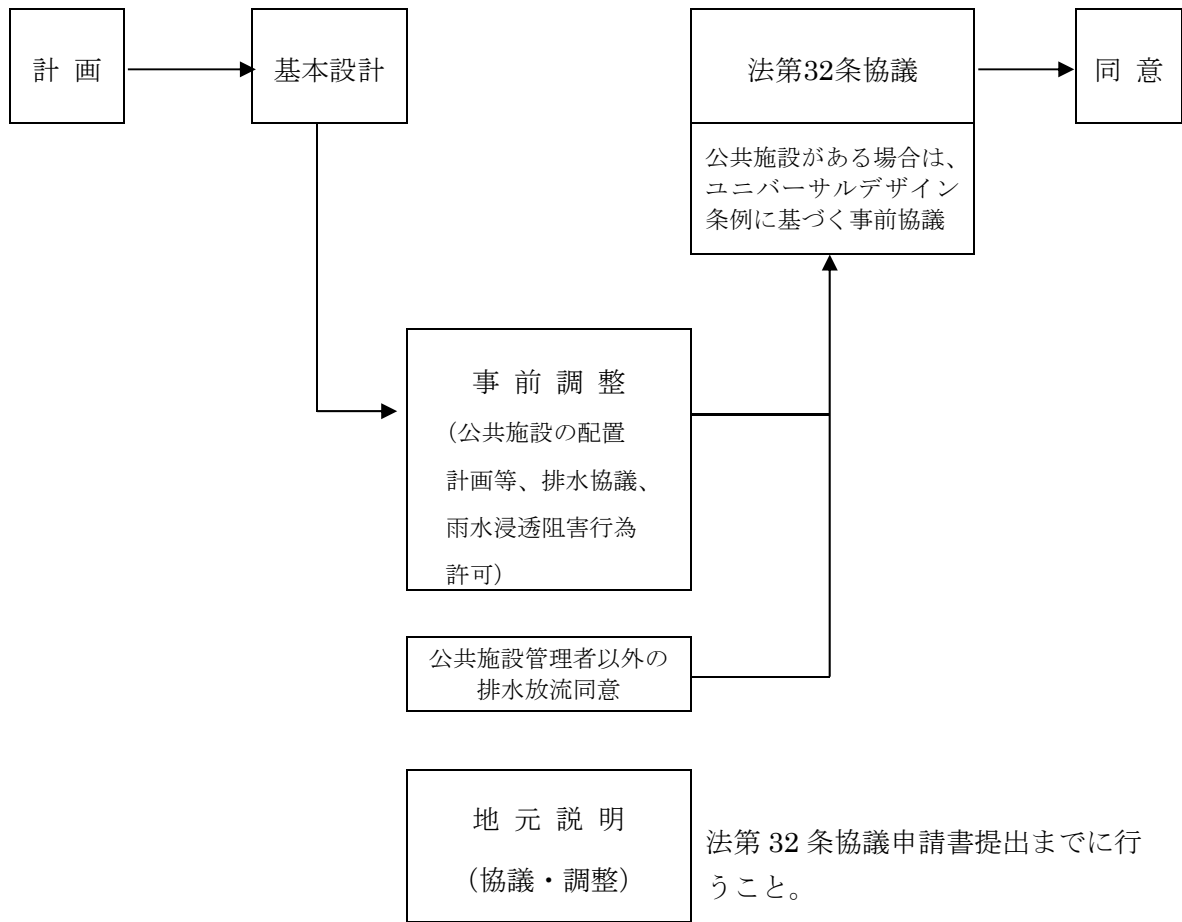 計 画
基本設計
法第32条協議
同 意
公共施設がある場合は、
ユニバーサルデザイン
条例に基づく事前協議
事 前 調 整
（公共施設の配置
計画等、排水協議、
雨水浸透阻害行為
許可）
公共施設管理者以外の
排水放流同意
地 元 説 明
（協議・調整）
法第 32 条協議申請書提出までに行
うこと。